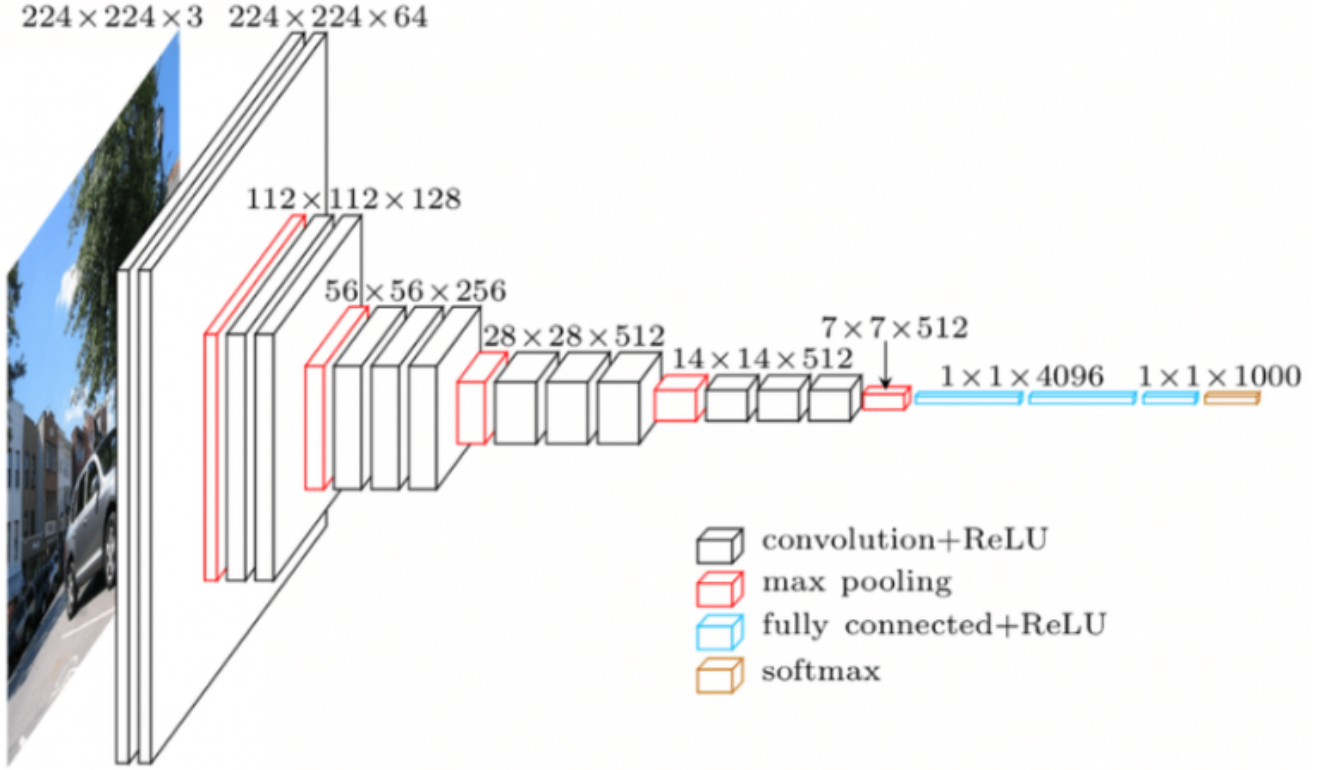 224×224×3
224×224×64
112×112×128
56×56×256
28×28×512
14×14×512
7×7×512
1×1×4096
1×1×1000
convolution+ReLU
max pooling
fully connected+ReLU
softmax